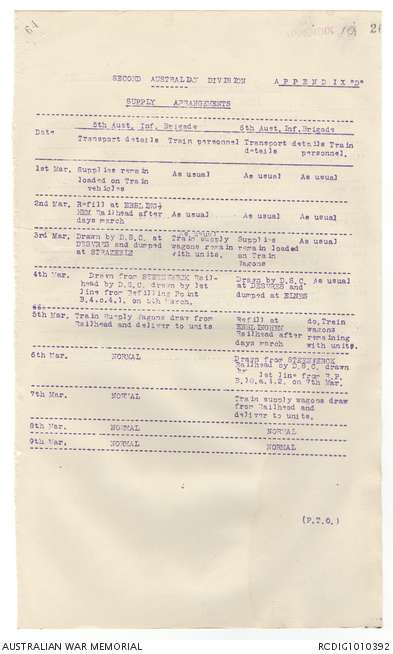 SECOND AUSTRALIAN DIVISION A P P E N D I X "D"
SUPPLY ARRANGEMENTS
Date 5th Aust. Inf. Brigade 6th Aust. Inf. Brigade
Transport details Train personnel Transport details Train personnel.
1st Mar. Supplies remain loaded on Train vehicles As usual As usual As usual
2nd Mar. Refill at EBBLING-HEM Railhead after days march As usual As usual As usual
3rd Mar. Drawn by D.S.C. at DESVRES and dumped at Train supply wagons remain with units. Supplies remain loaded on Train Wagons As usual
4th Mar. Drawn from STEENBERCK Railhead by D.S.C. drawn by 1st line from Refilling Point B.4.c.4.1. on 5th March. Drawn by D.S.C. at DESVRES and dumped at ELNES As usual
5th Mar. Train Supply Wagons draw from Railhead and deliver to units Refill at EBBLINGHEM Railhead after days march do, Train wagons remaining with units.
6th Mar. NORMAL Drawn from STEENBERCK Railhead by D.S.C. drawn by 1st line from R.P. on 7th Mar.
7th Mar. NORMAL Train supply wagons draw from Railhead and deliver to units.
8th Mar. NORMAL NORMAL
9th Mar. NORMAL NORMAL
(P.T.O.)
AUSTRALIAN WAR MEMORIAL RCDIG1010392